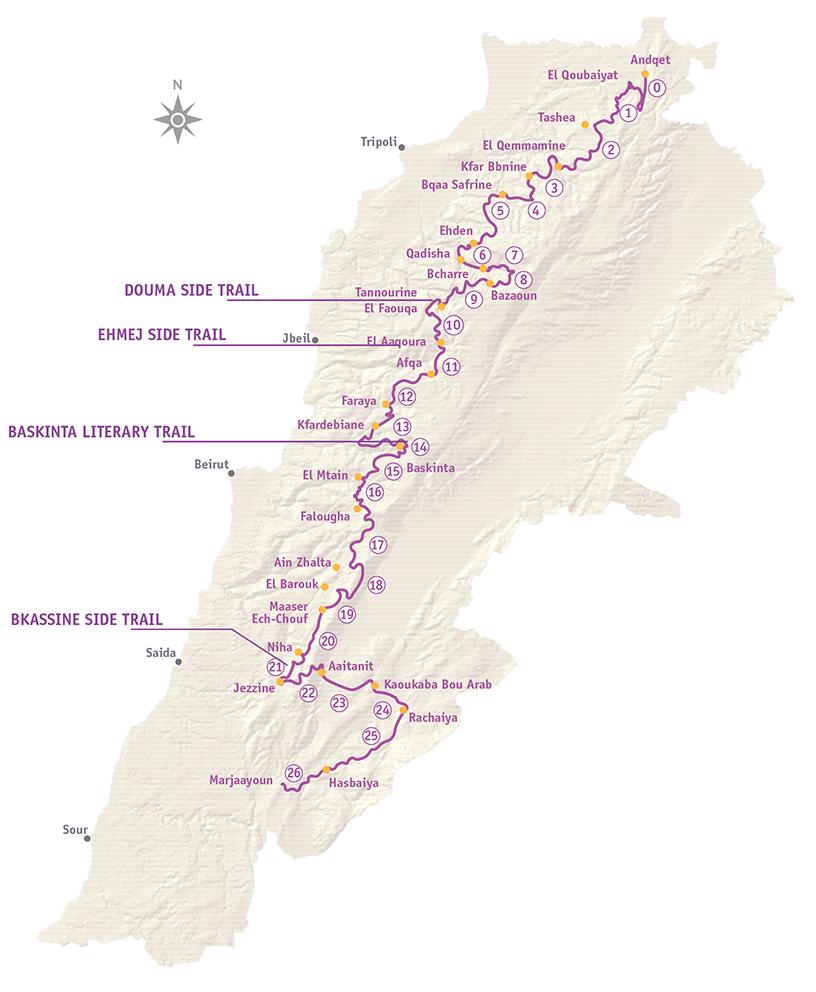 N
Andqet
El Qoubaiyat
0
1
Tashea
Tripoli
El Qemmamine
2
Kfar Bbnine
3
Bqaa Safrine
4
5
Ehden
Qadisha
6
7
Bcharre
8
DOUMA SIDE TRAIL
Tannourine
El Faouqa
9
Bazaoun
10
EHMEJ SIDE TRAIL
Jbeil
El Aaqoura
Afqa
11
Faraya
12
Kfardebiane
13
BASKINTA LITERARY TRAIL
14
Beirut
El Mtain
15
Baskinta
16
Falougha
17
Ain Zhalta
El Barouk
18
Maaser
Ech-Chouf
19
BKASSINE SIDE TRAIL
20
Saida
Niha
21
Aaitanit
Jezzine
22
Kaoukaba Bou Arab
23
24
Rachaiya
25
26
Marjaayoun
Hasbaiya
Sour